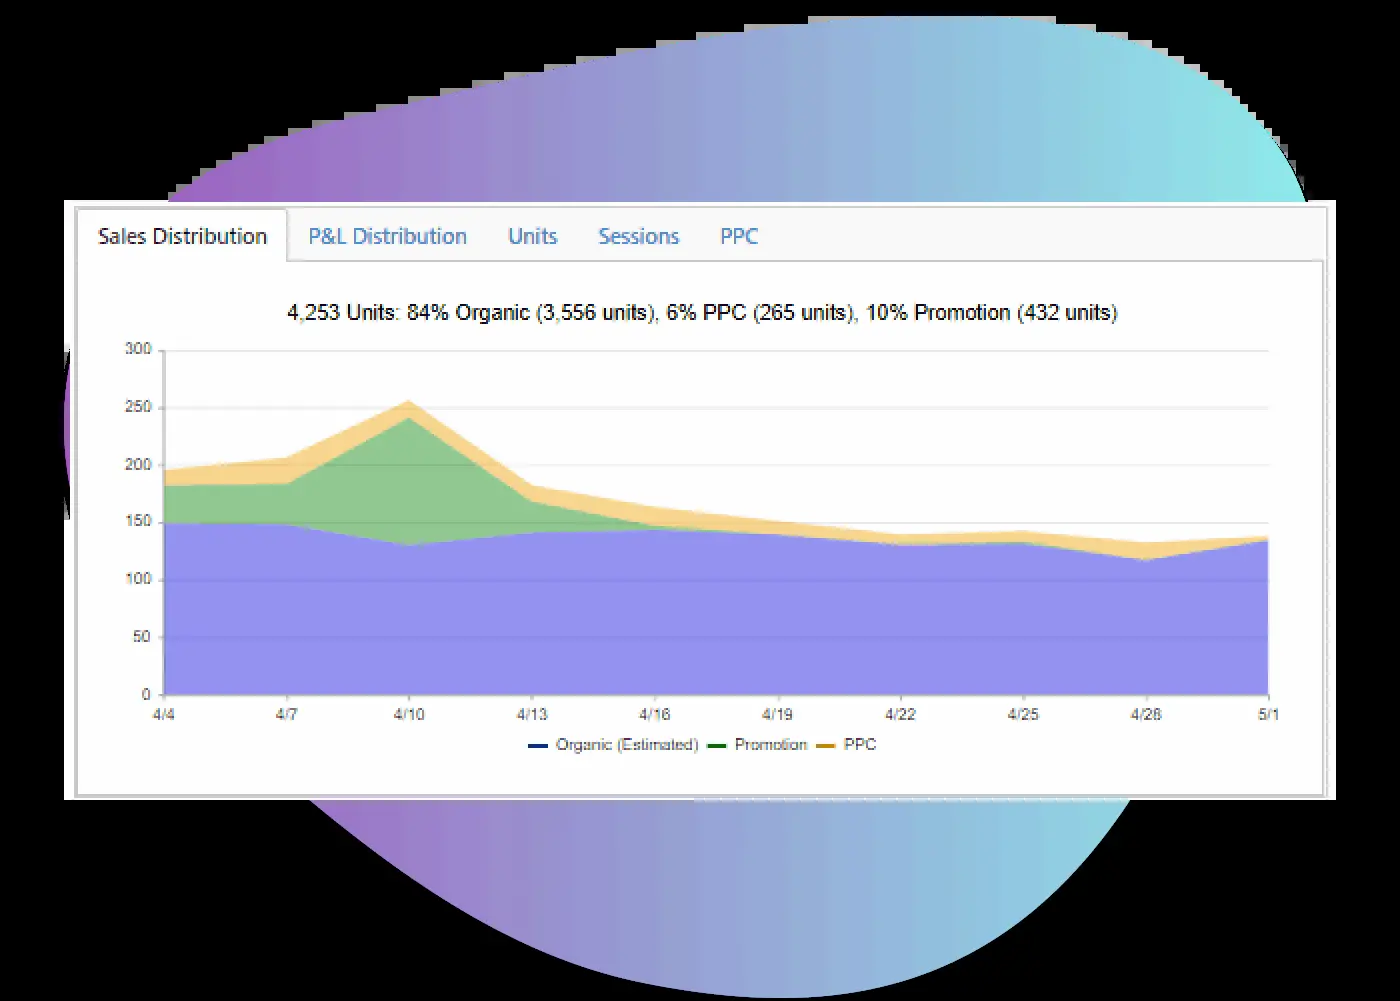 Sales Distribution P&L Distribution Units Sessions PPC
4,253 Units: 84% Organic (3,556 units), 6% PPC (265 units), 10% Promotion (432 units)
300
250
200
150
100
50
0
4/4 4/7 4/10 4/13 4/16 4/19 4/22 4/25 4/28 5/1
Organic (Estimated) Promotion PPC